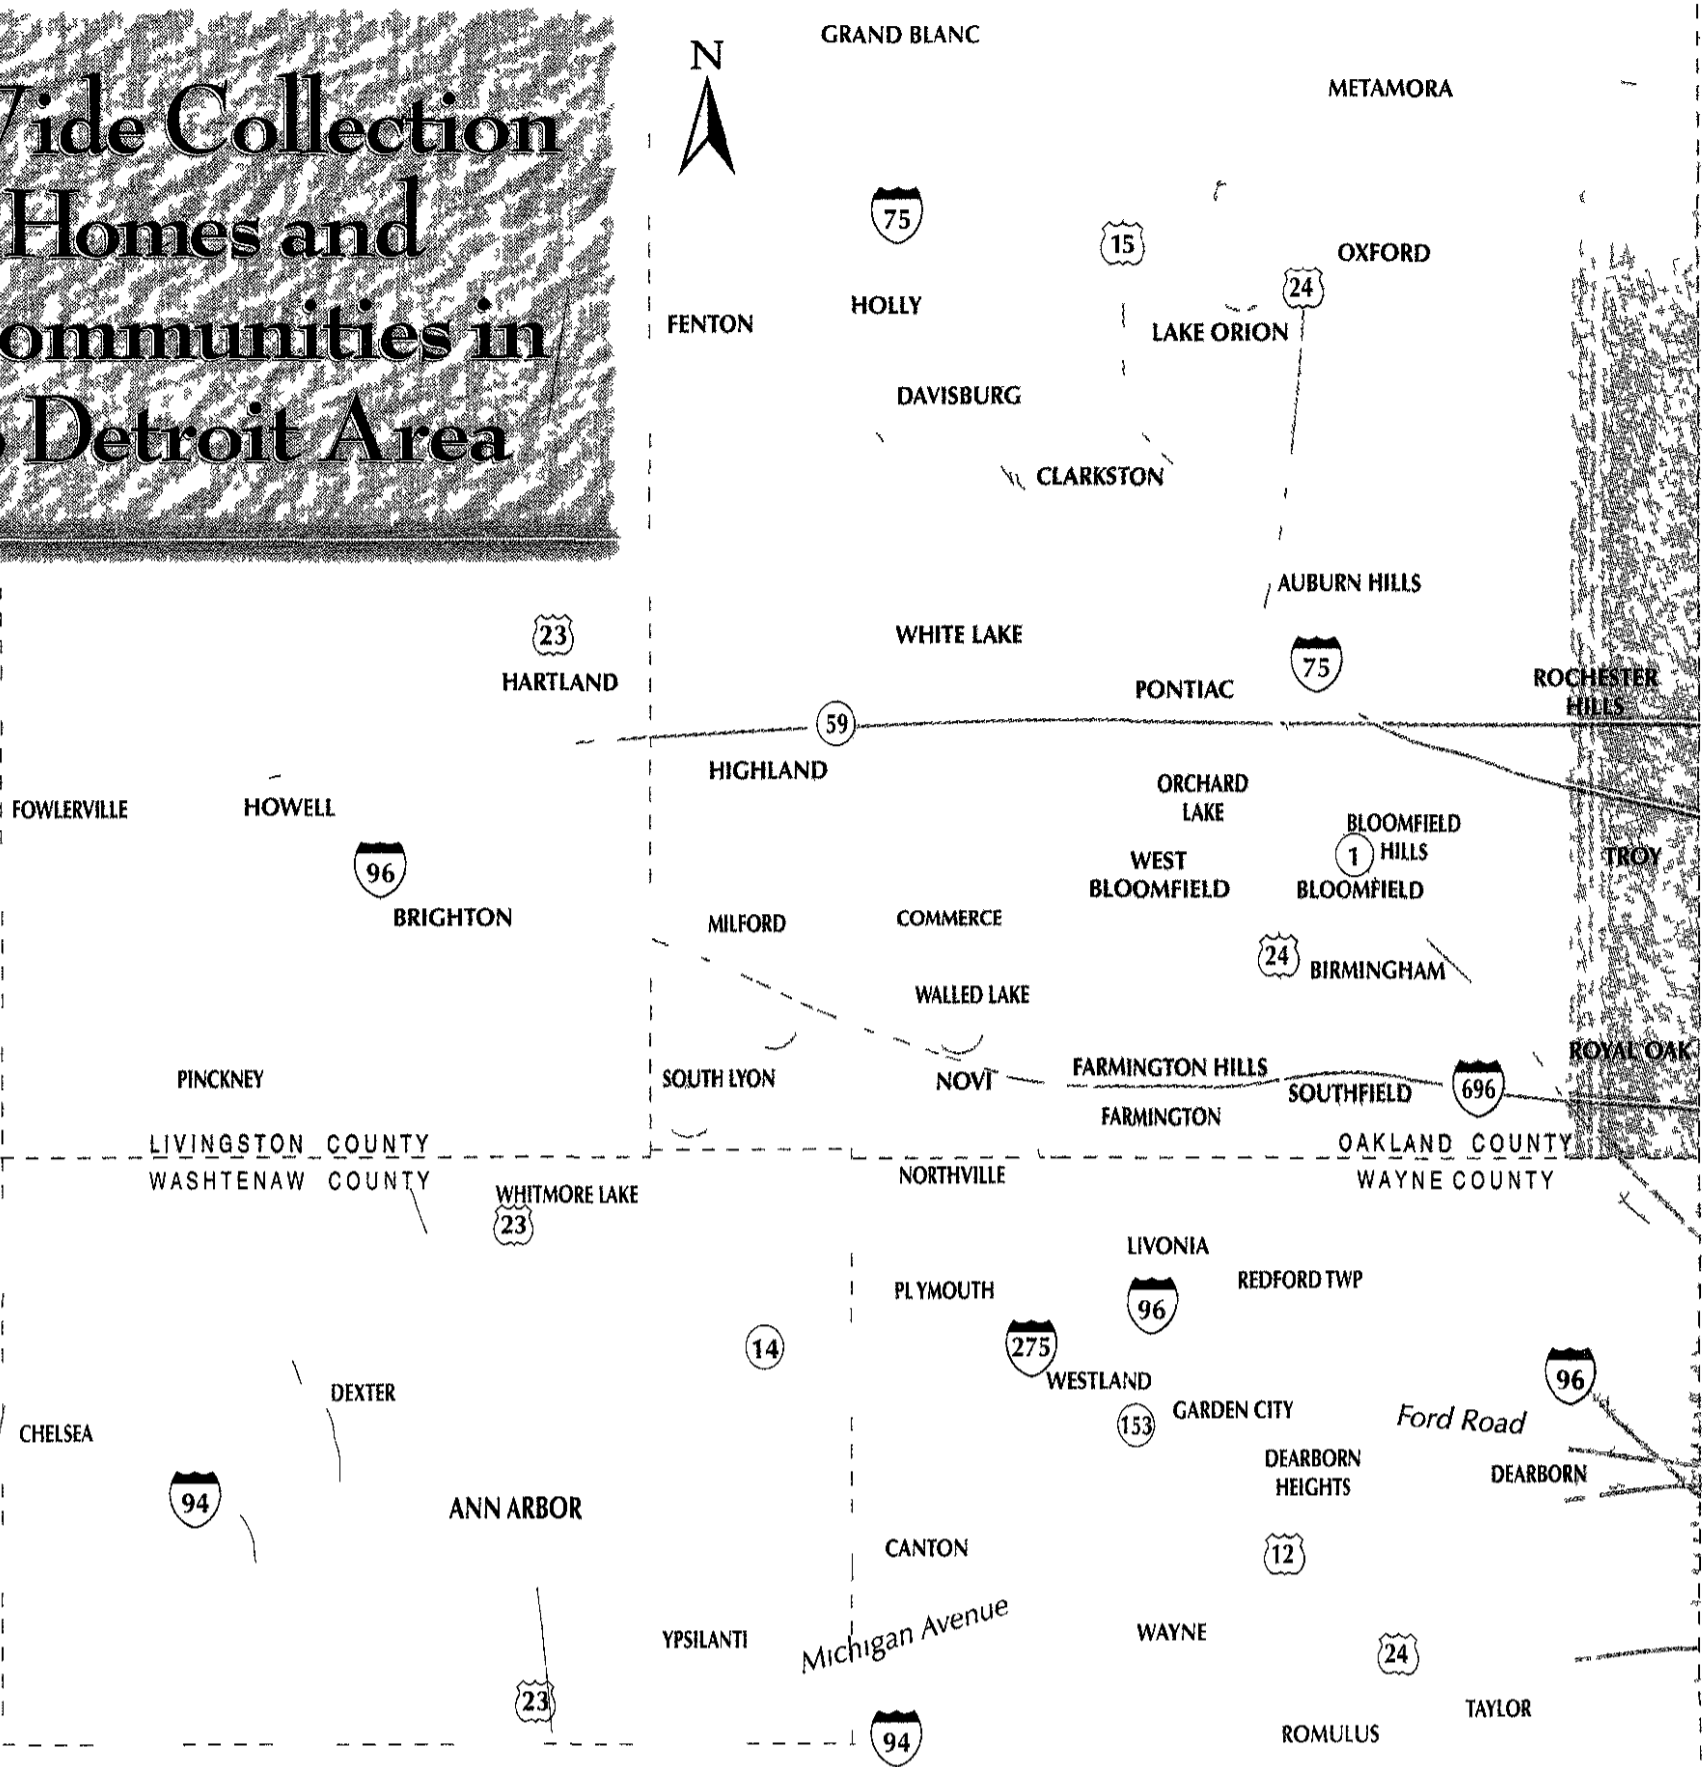 ide Collection
Homes and
ommunities in
Detroit Area
N
GRAND BLANC
METAMORA
75
15
OXFORD
24
HOLLY
FENTON
LAKE ORION
DAVISBURG
CLARKSTON
AUBURN HILLS
23
WHITE LAKE
75
HARTLAND
PONTIAC
ROCHESTER
HILLS
59
HIGHLAND
ORCHARD
LAKE
FOWLERVILLE
HOWELL
BLOOMFIELD
HILLS
1
TROY
96
WEST
BLOOMFIELD
BLOOMFIELD
BRIGHTON
MILFORD
COMMERCE
24
BIRMINGHAM
WALLED LAKE
ROYAL OAK
PINCKNEY
SOUTH LYON
NOVI
FARMINGTON HILLS
SOUTHFIELD
696
FARMINGTON
LIVINGSTON COUNTY
OAKLAND COUNTY
WASHTENAW COUNTY
NORTHVILLE
WAYNE COUNTY
WHITMORE LAKE
23
LIVONIA
PLYMOUTH
96
REDFORD TWP
14
275
96
WESTLAND
DEXTER
153
GARDEN CITY
Ford Road
CHELSEA
DEARBORN
HEIGHTS
DEARBORN
94
ANN ARBOR
CANTON
12
YPSILANTI
Michigan Avenue
WAYNE
24
23
TAYLOR
94
ROMULUS